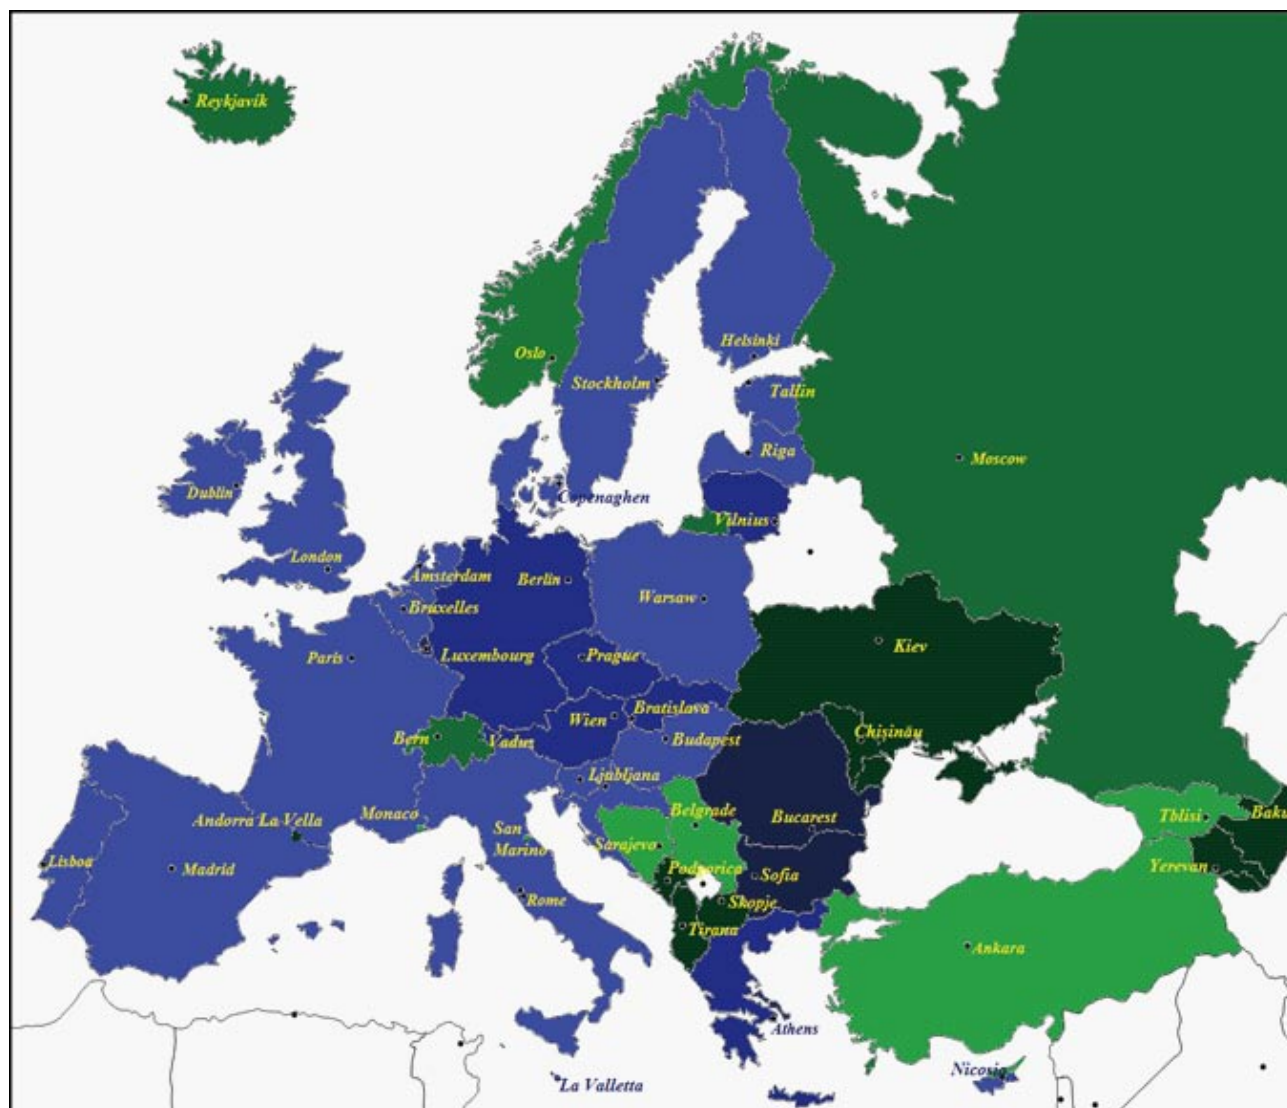 Reykjavík
Oslo
Helsinki
Stockholm
Tallin
Riga
Moscow
Dublin
Copenaghen
Vilnius
London
Amsterdam
Berlin
Bruxelles
Warsaw
Kiev
Paris
Luxembourg
Prague
Bratislava
Wien
Chişinău
Bern
Vaduz
Budapest
Ljubljana
Monaco
Andorra La Vella
San
Marino
Belgrade
Bucarest
Tblisi
Baku
Sarajevo
Lisboa
Madrid
Podgorica
Sofia
Yerevan
Rome
Skopje
Tirana
Ankara
Athens
Nicosia
La Valletta